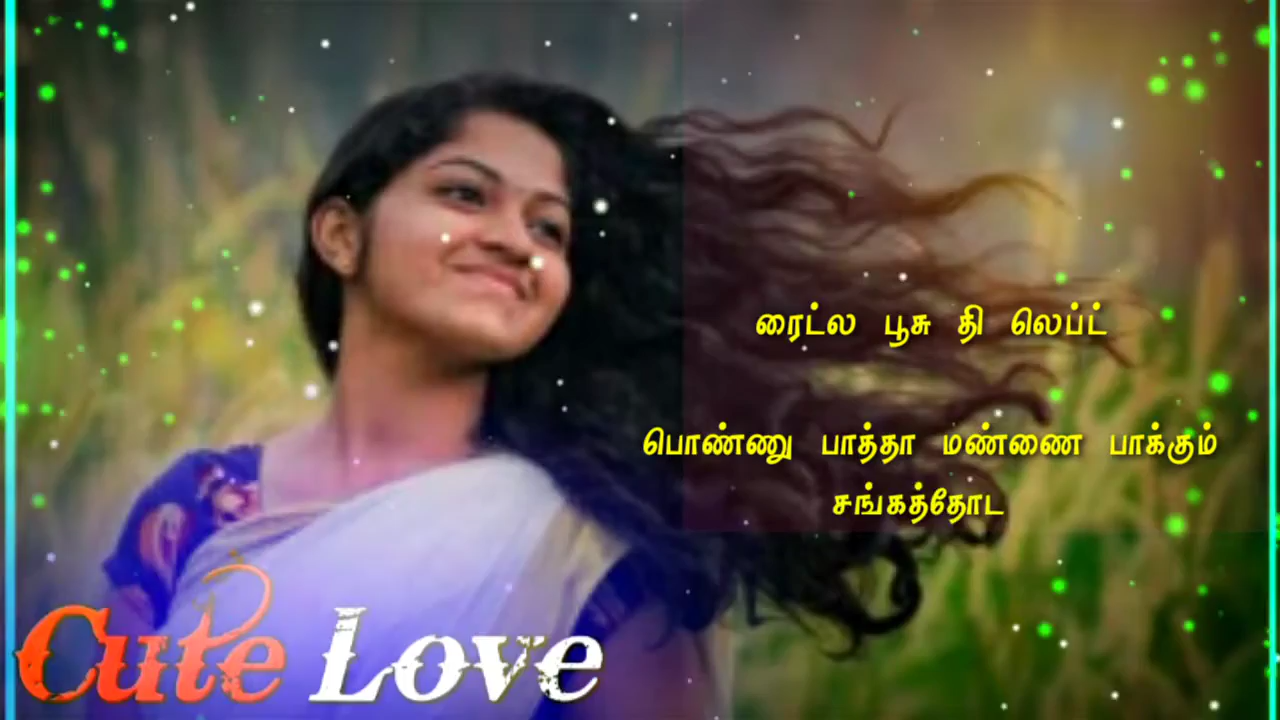 ரைட்ல பூசு தி லெப்ட்
பொண்ணு பாத்தா மண்ணை பாக்கும்
சங்கத்தோட
Cute Love